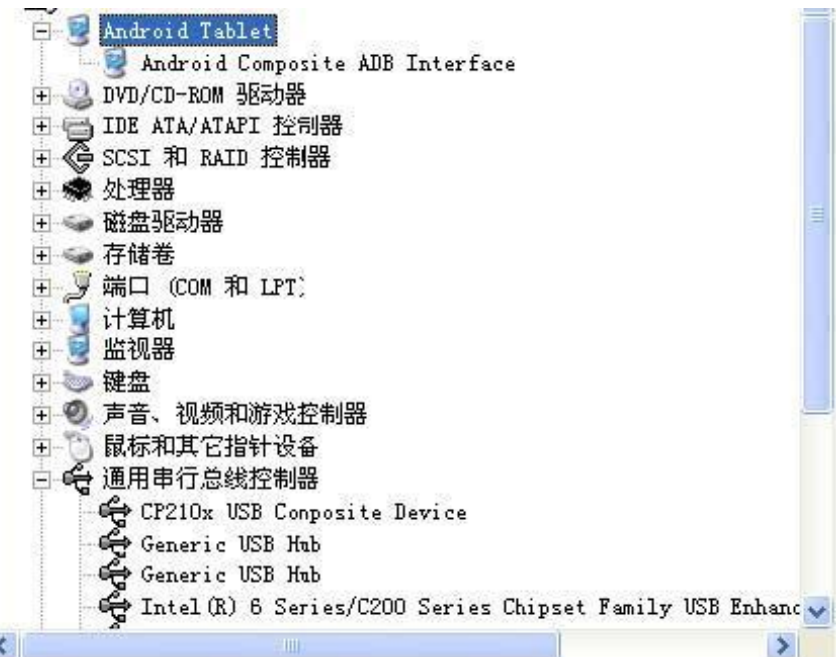 Android Tablet
Android Composite ADB Interface
DVD/CD-ROM 驱动器
IDE ATA/ATAPI 控制器
SCSI 和 RAID 控制器
处理器
磁盘驱动器
存储卷
端口 (COM 和 LPT)
计算机
监视器
键盘
声音、视频和游戏控制器
鼠标和其它指针设备
通用串行总线控制器
CP210x USB Conposite Device
Generic USB Hub
Generic USB Hub
Intel(R) 6 Series/C200 Series Chipset Family USB Enhanc